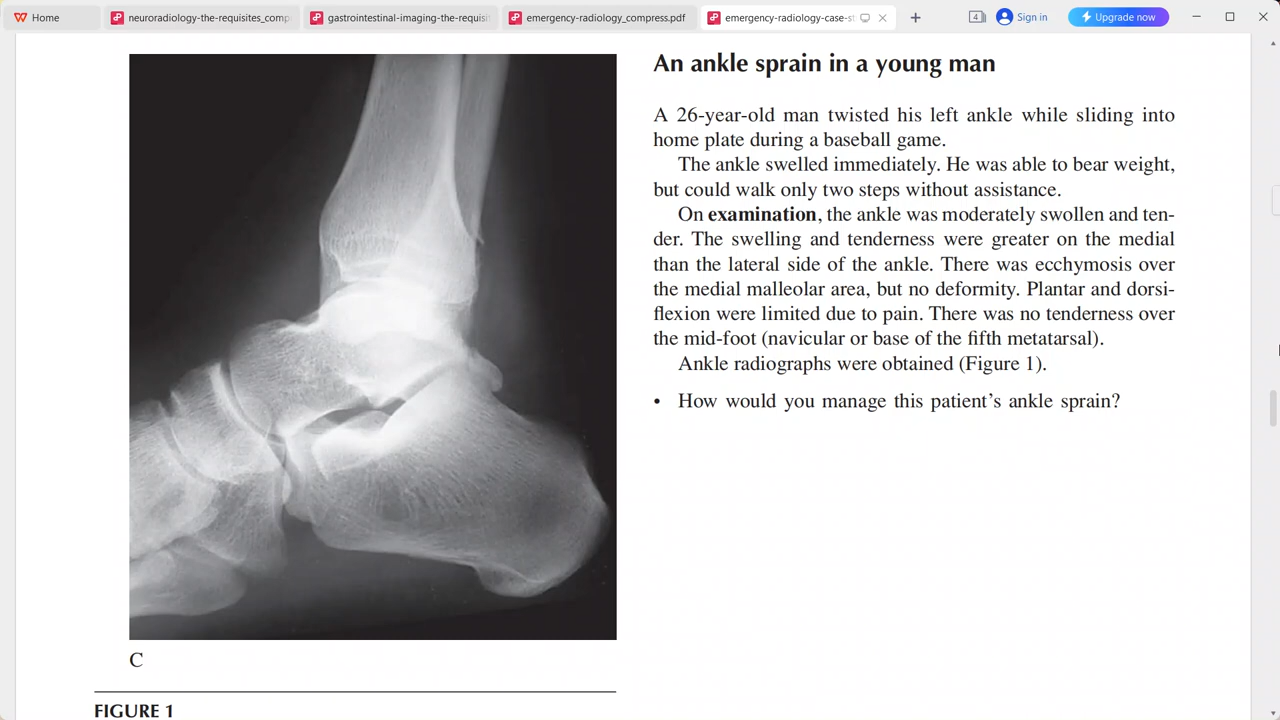 Home
neuroradiology-the-requisites_comp
gastrointestinal-imaging-the-requisit
emergency-radiology_compress.pdf
emergency-radiology-case-st
4
Sign in
Upgrade now
An ankle sprain in a young man
A 26-year-old man twisted his left ankle while sliding into
home plate during a baseball game.
The ankle swelled immediately. He was able to bear weight,
but could walk only two steps without assistance.
On examination, the ankle was moderately swollen and ten-
der. The swelling and tenderness were greater on the medial
than the lateral side of the ankle. There was ecchymosis over
the medial malleolar area, but no deformity. Plantar and dorsi-
flexion were limited due to pain. There was no tenderness over
the mid-foot (navicular or base of the fifth metatarsal).
Ankle radiographs were obtained (Figure 1).
• How would you manage this patient's ankle sprain?
C
FIGURE 1